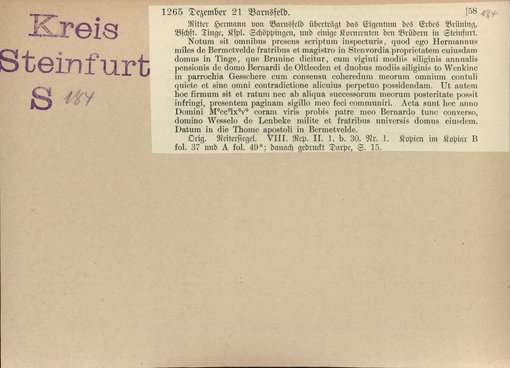 Kreis
Steinfurt
S 184
1265 Dezember 21 Barnsfeld. [58 184
Ritter Hermann von Barnsfeld überträgt das Eigentum des Erbes Brüning,
Bschft. Tinge, Kspl. Schöppingen, und einige Kornrenten den Brüdern in Steinfurt.
Notum sit omnibus presens scriptum inspecturis, quod ego Hermannus
miles de Bermetvelde fratribus et magistro in Stenvordia proprietatem cuiusdam
domus in Tinge, que Brunine dicitur, cum viginti modiis siliginis annualis
pensionis de domo Bernardi de Oltlecden et duobus modiis siliginis to Wenkinc
in parrochia Gesschere cum consensu coheredum meorum omnium contuli
quiete et sine omni contradictione alicuius perpetuo possidendam. Ut autem
hoc firmum sit et ratum nec ab aliqua successorum meorum posteritate possit
infringi, presentem paginam sigillo meo feci communiri. Acta sunt hec anno
Domini MºccºlxºVº coram viris probis patre meo Bernardo tunc converso,
domino Wesselo de Lenbeke milite et fratribus universis domus eiusdem.
Datum in die Thome apostoli in Bermetvelde.
Orig. Reitersiegel. VIII. Rep. II. 1. b. 30. Nr. 1. Kopien im Kopiar B
fol. 37 und A fol. 49*; danach gedruckt Darpe, S. 15.